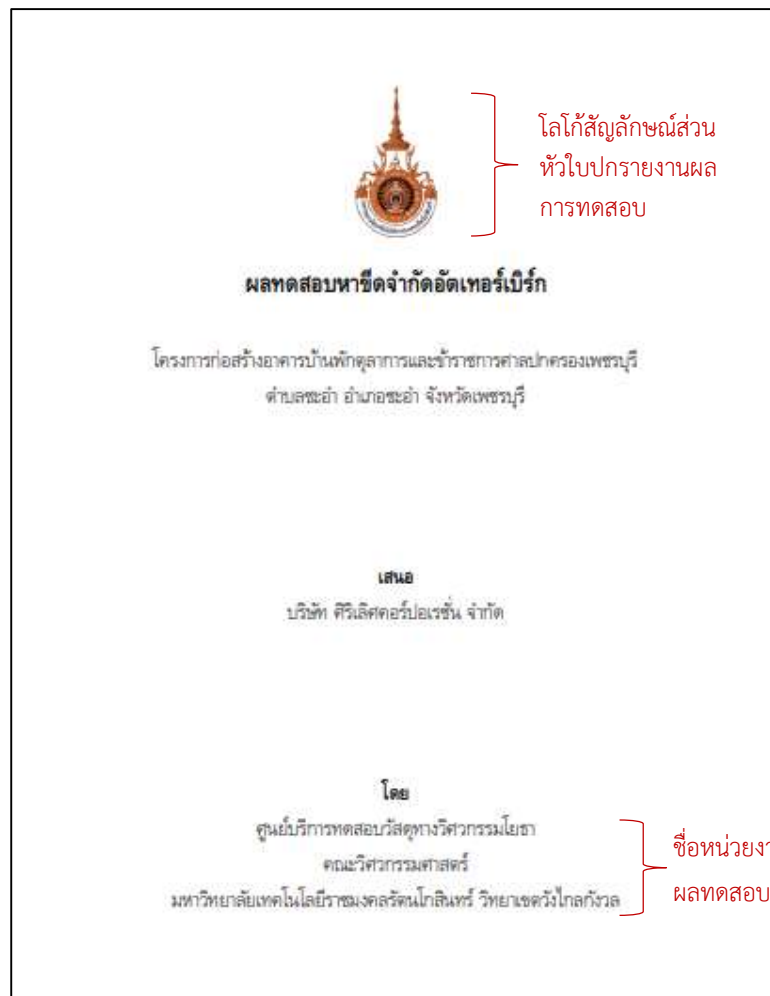 โลโก้สัญลักษณ์ส่วน
หัวใบปกรายงานผล
การทดสอบ
ผลทดสอบหาขีดจำกัดอัตเทอร์เบิร์ก
โครงการก่อสร้างอาคารบ้านพักตุลาการและข้าราชการศาลปกครองเพชรบุรี
ตำบลชะอำ อำเภอชะอำ จังหวัดเพชรบุรี
เสนอ
บริษัท ศิริเลิศคอร์ปอเรชั่น จำกัด
โดย
ศูนย์บริการทดสอบวัสดุทางวิศวกรรมโยธา
คณะวิศวกรรมศาสตร์
มหาวิทยาลัยเทคโนโลยีราชมงคลรัตนโกสินทร์ วิทยาเขตวังไกลกังวล
ชื่อหน่วยงา
ผลทดสอบ